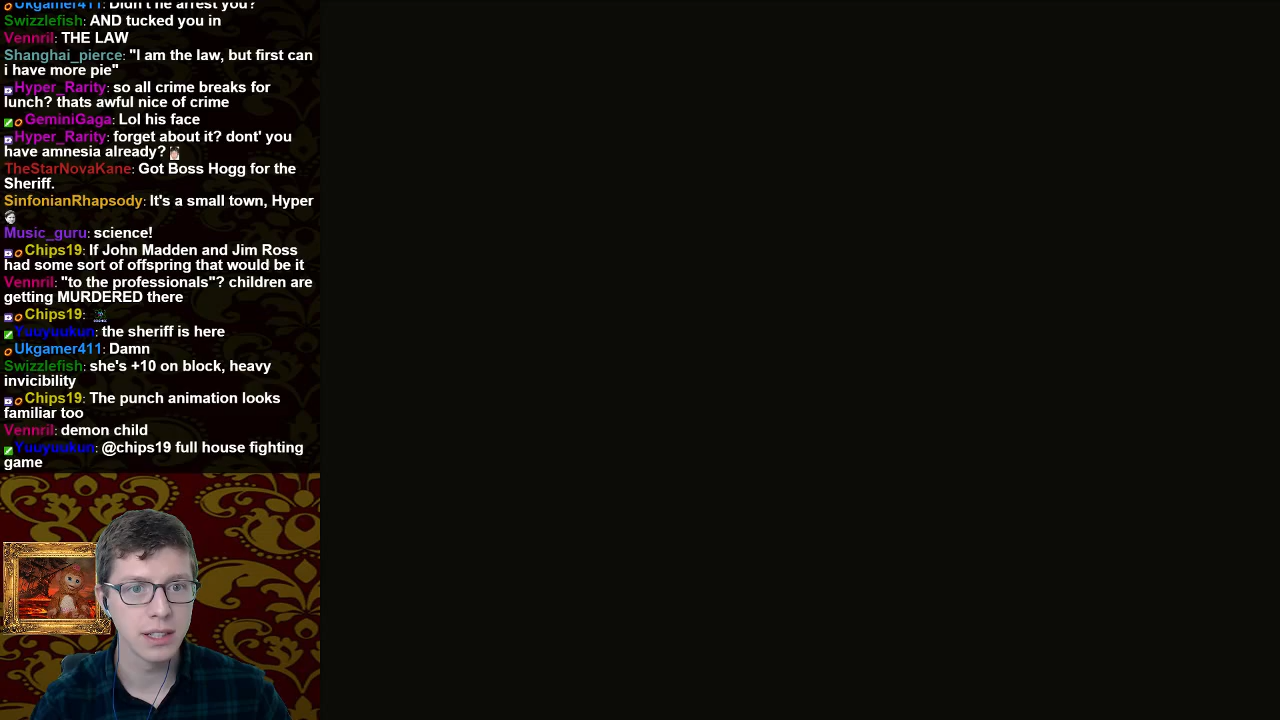 Ukgamer411: Didn't he arrest you?
Swizzlefish: AND tucked you in
Vennril: THE LAW
Shanghai_pierce: "I am the law, but first can
i have more pie"
Hyper_Rarity: so all crime breaks for
lunch? thats awful nice of crime
GeminiGaga: Lol his face
Hyper_Rarity: forget about it? dont' you
have amnesia already?
TheStarNovaKane: Got Boss Hogg for the
Sheriff.
SinfonianRhapsody: It's a small town, Hyper
Music_guru: science!
Chips19: If John Madden and Jim Ross
had some sort of offspring that would be it
Vennril: "to the professionals"? children are
getting MURDERED there
Chips19:
Yuuyuukun: the sheriff is here
Ukgamer411: Damn
Swizzlefish: she's +10 on block, heavy
invicibility
Chips19: The punch animation looks
familiar too
Vennril: demon child
Yuuyuukun: @chips19 full house fighting
game